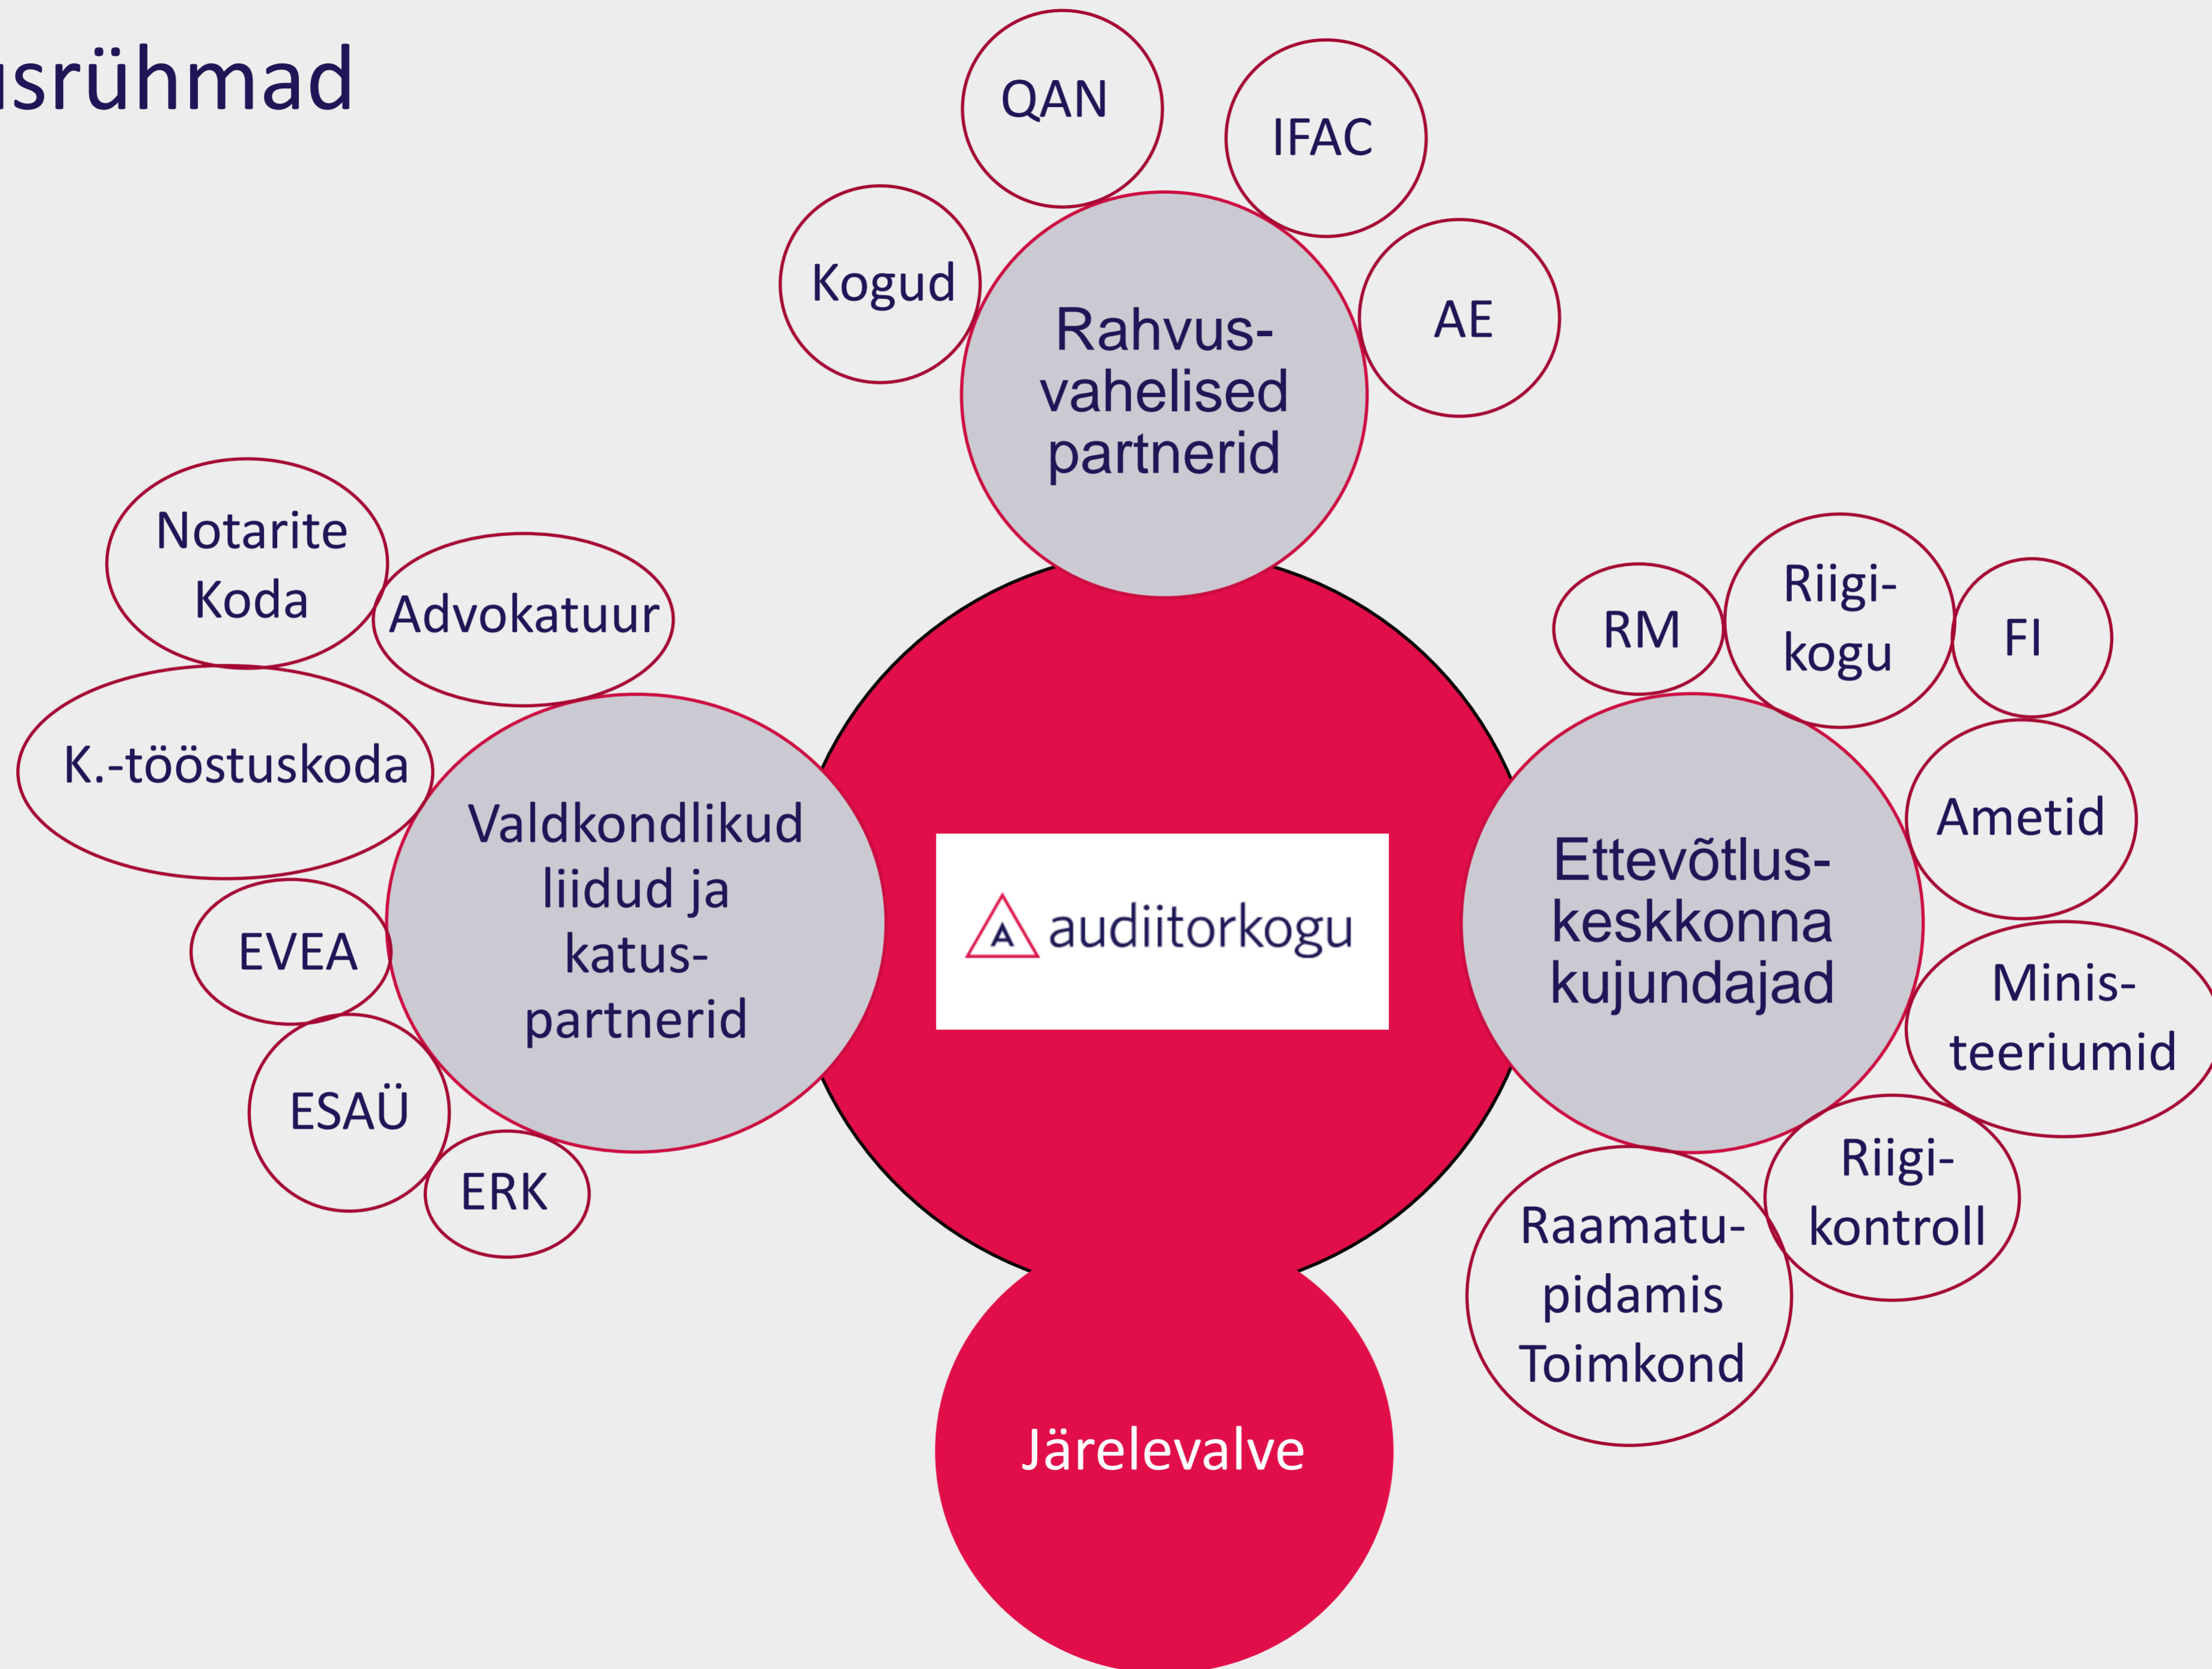 srühmad
QAN
IFAC
Kogud
AE
Rahvus-
vahelised
partnerid
Notarite
Koda
Advokatuur
K.-tööstuskoda
EVEA
ESAÜ
ERK
Valdkondlikud
liidud ja
katus-
partnerid
A audiitorkogu
RM
Riigi-
kogu
FI
Ametid
Minis-
teeriumid
Riigi-
kontroll
Raamatu-
pidamis
Toimkond
Ettevõtlus-
keskkonna
kujundajad
Järelevalve